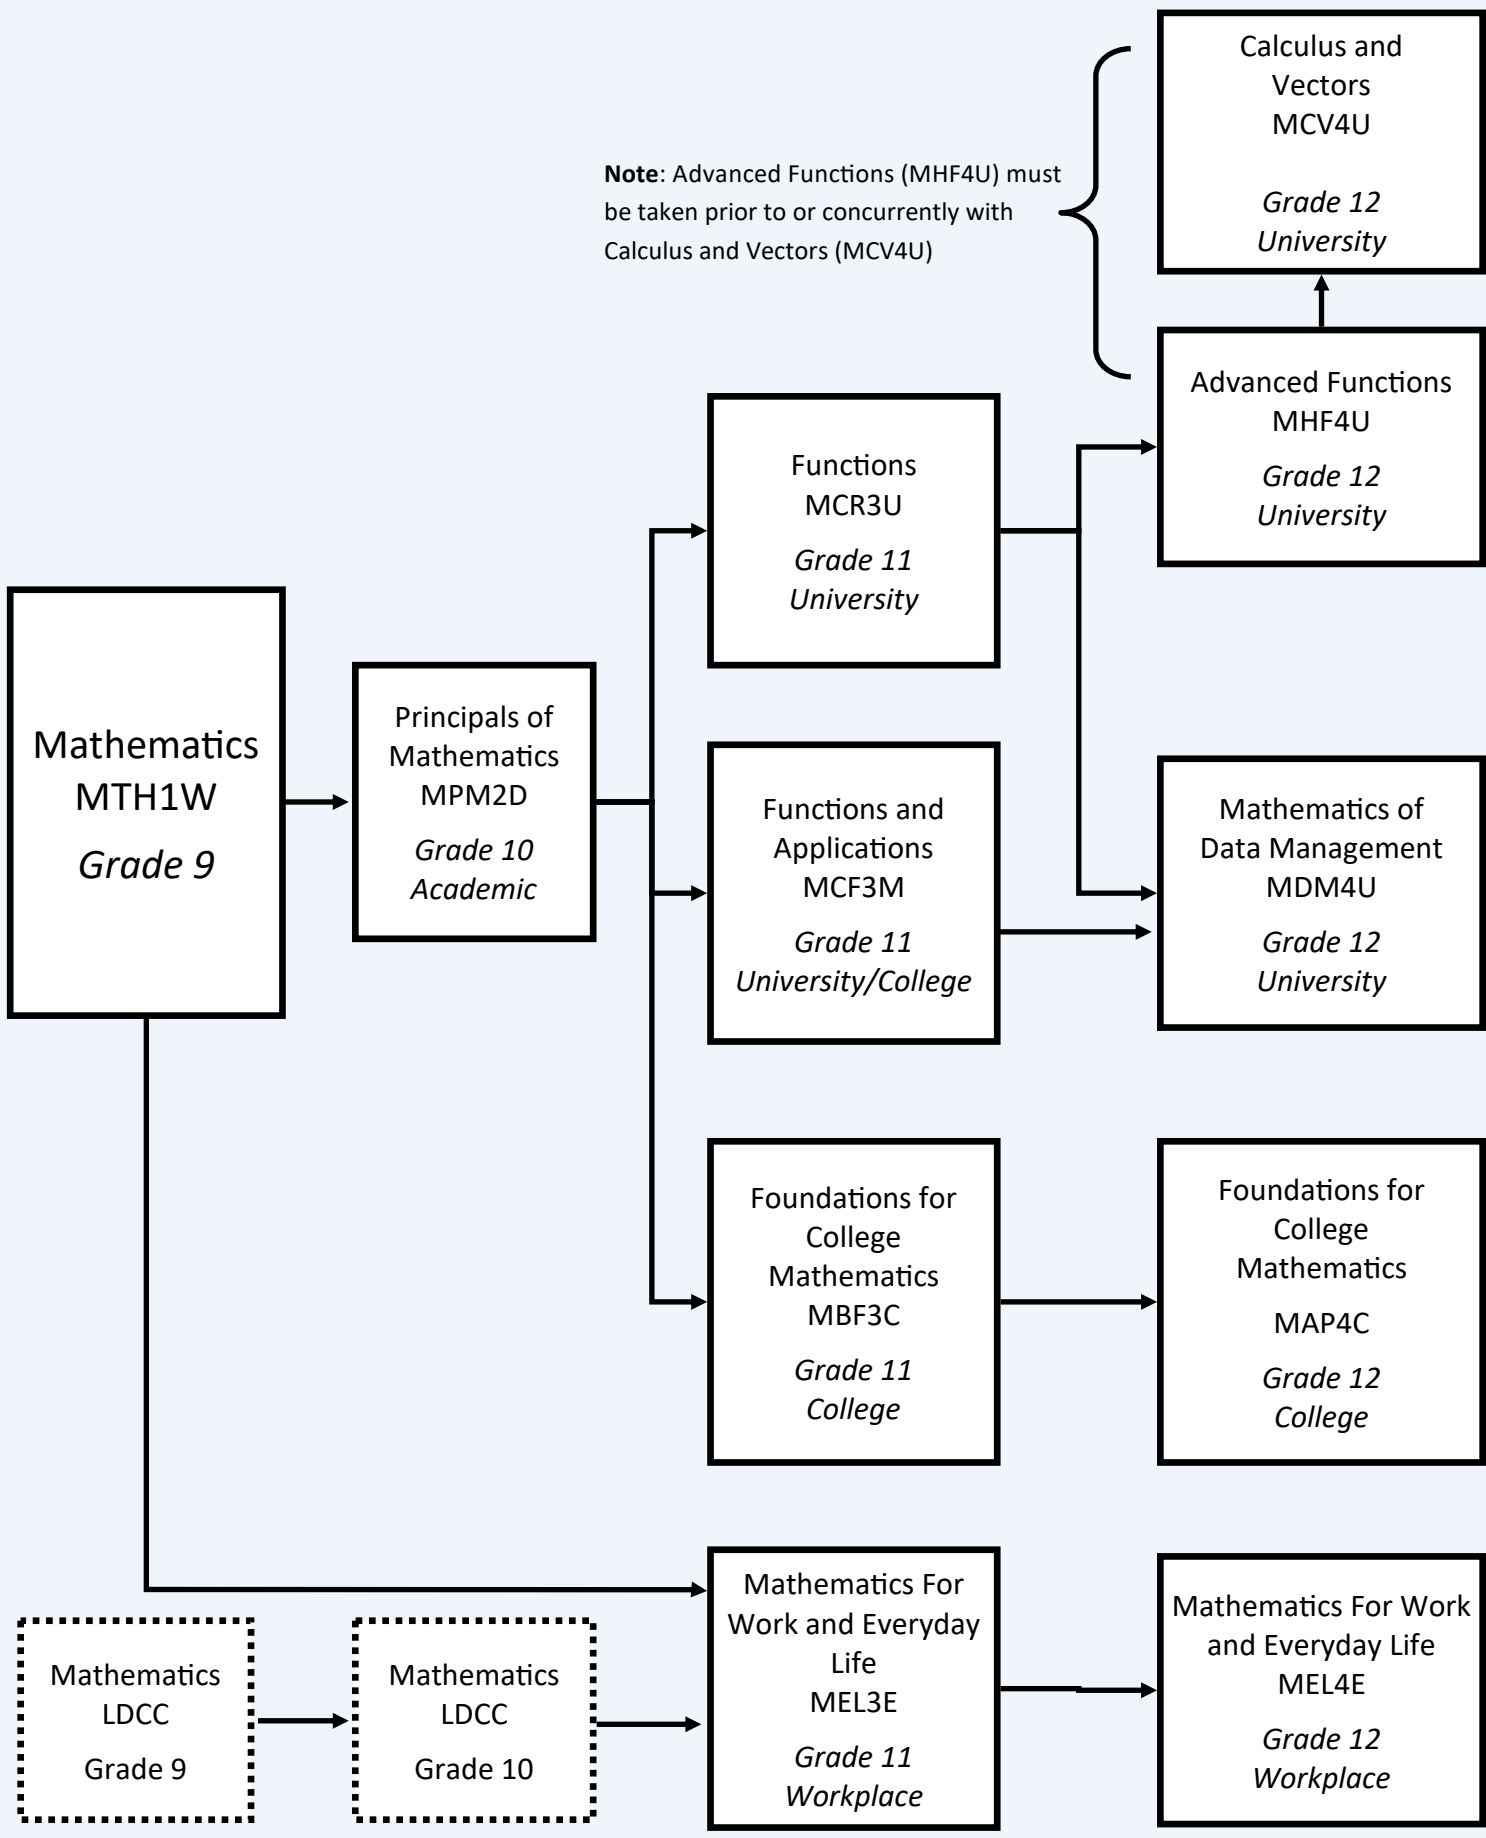 Calculus and
Vectors
MCV4U
Grade 12
University
Note: Advanced Functions (MHF4U) must
be taken prior to or concurrently with
Calculus and Vectors (MCV4U)
Advanced Functions
MHF4U
Grade 12
University
Functions
MCR3U
Grade 11
University
Mathematics
MTH1W
Grade 9
Principals of
Mathematics
MPM2D
Grade 10
Academic
Functions and
Applications
MCF3M
Grade 11
University/College
Mathematics of
Data Management
MDM4U
Grade 12
University
Foundations for
College
Mathematics
MBF3C
Grade 11
College
Foundations for
College
Mathematics
MAP4C
Grade 12
College
Mathematics
LDCC
Grade 9
Mathematics
LDCC
Grade 10
Mathematics For
Work and Everyday
Life
MEL3E
Grade 11
Workplace
Mathematics For Work
and Everyday Life
MEL4E
Grade 12
Workplace